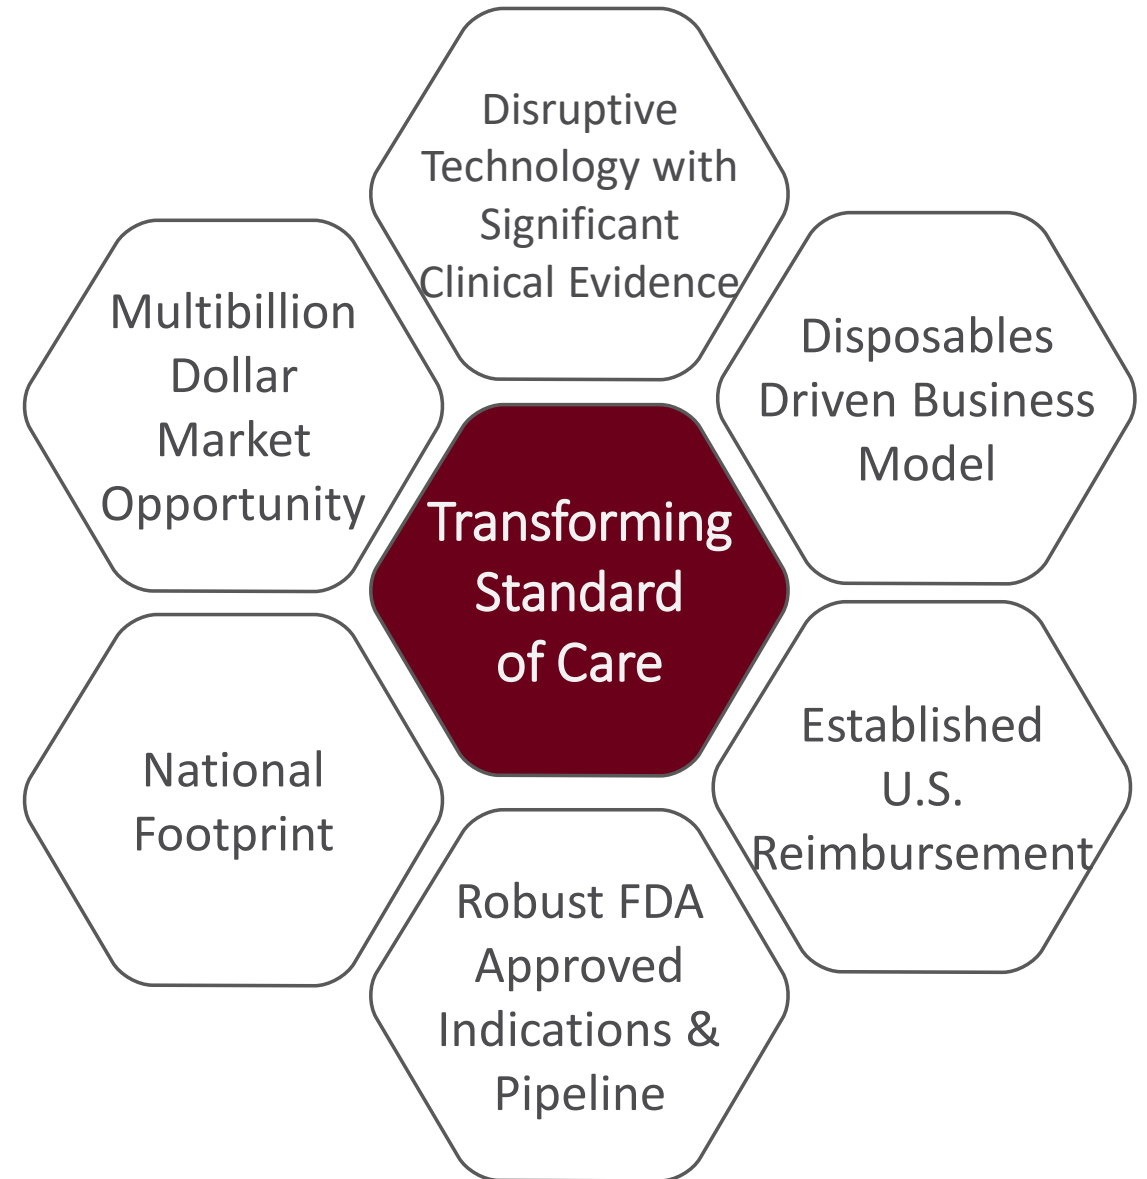 Disruptive
Technology with
Significant
Clinical Evidence
Multibillion
Dollar
Market
Opportunity
Disposables
Driven Business
Model
Transforming
Standard
of Care
National
Footprint
Established
U.S.
Reimbursement
Robust FDA
Approved
Indications &
Pipeline